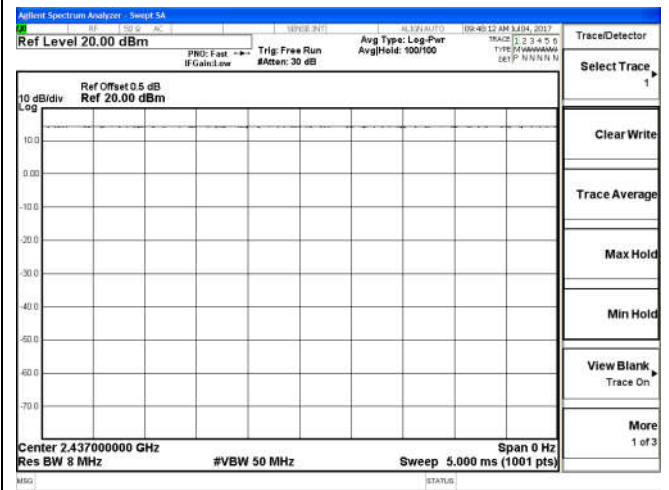 Agilent Spectrum Analyzer - Swept SA
RF 50 Ω AC SENSE:INT ALIGN AUTO 09:48:12 AM Jul 04, 2017
Ref Level 20.00 dBm
PNO: Fast
IFGain:Low
Trig: Free Run
#Atten: 30 dB
Avg Type: Log-Pwr
Avg|Hold: 100/100
TRACE 1 2 3 4 5 6
TYPE M W W W W W
DET P N N N N N
Trace/Detector
Select Trace
1
Ref Offset 0.5 dB
10 dB/div Ref 20.00 dBm
Log
10.0
0.00
-10.0
-20.0
-30.0
-40.0
-50.0
-60.0
-70.0
Clear Write
Trace Average
Max Hold
Min Hold
View Blank
Trace On
More
1 of 3
Center 2.437000000 GHz Span 0 Hz
Res BW 8 MHz #VBW 50 MHz Sweep 5.000 ms (1001 pts)
MSG STATUS